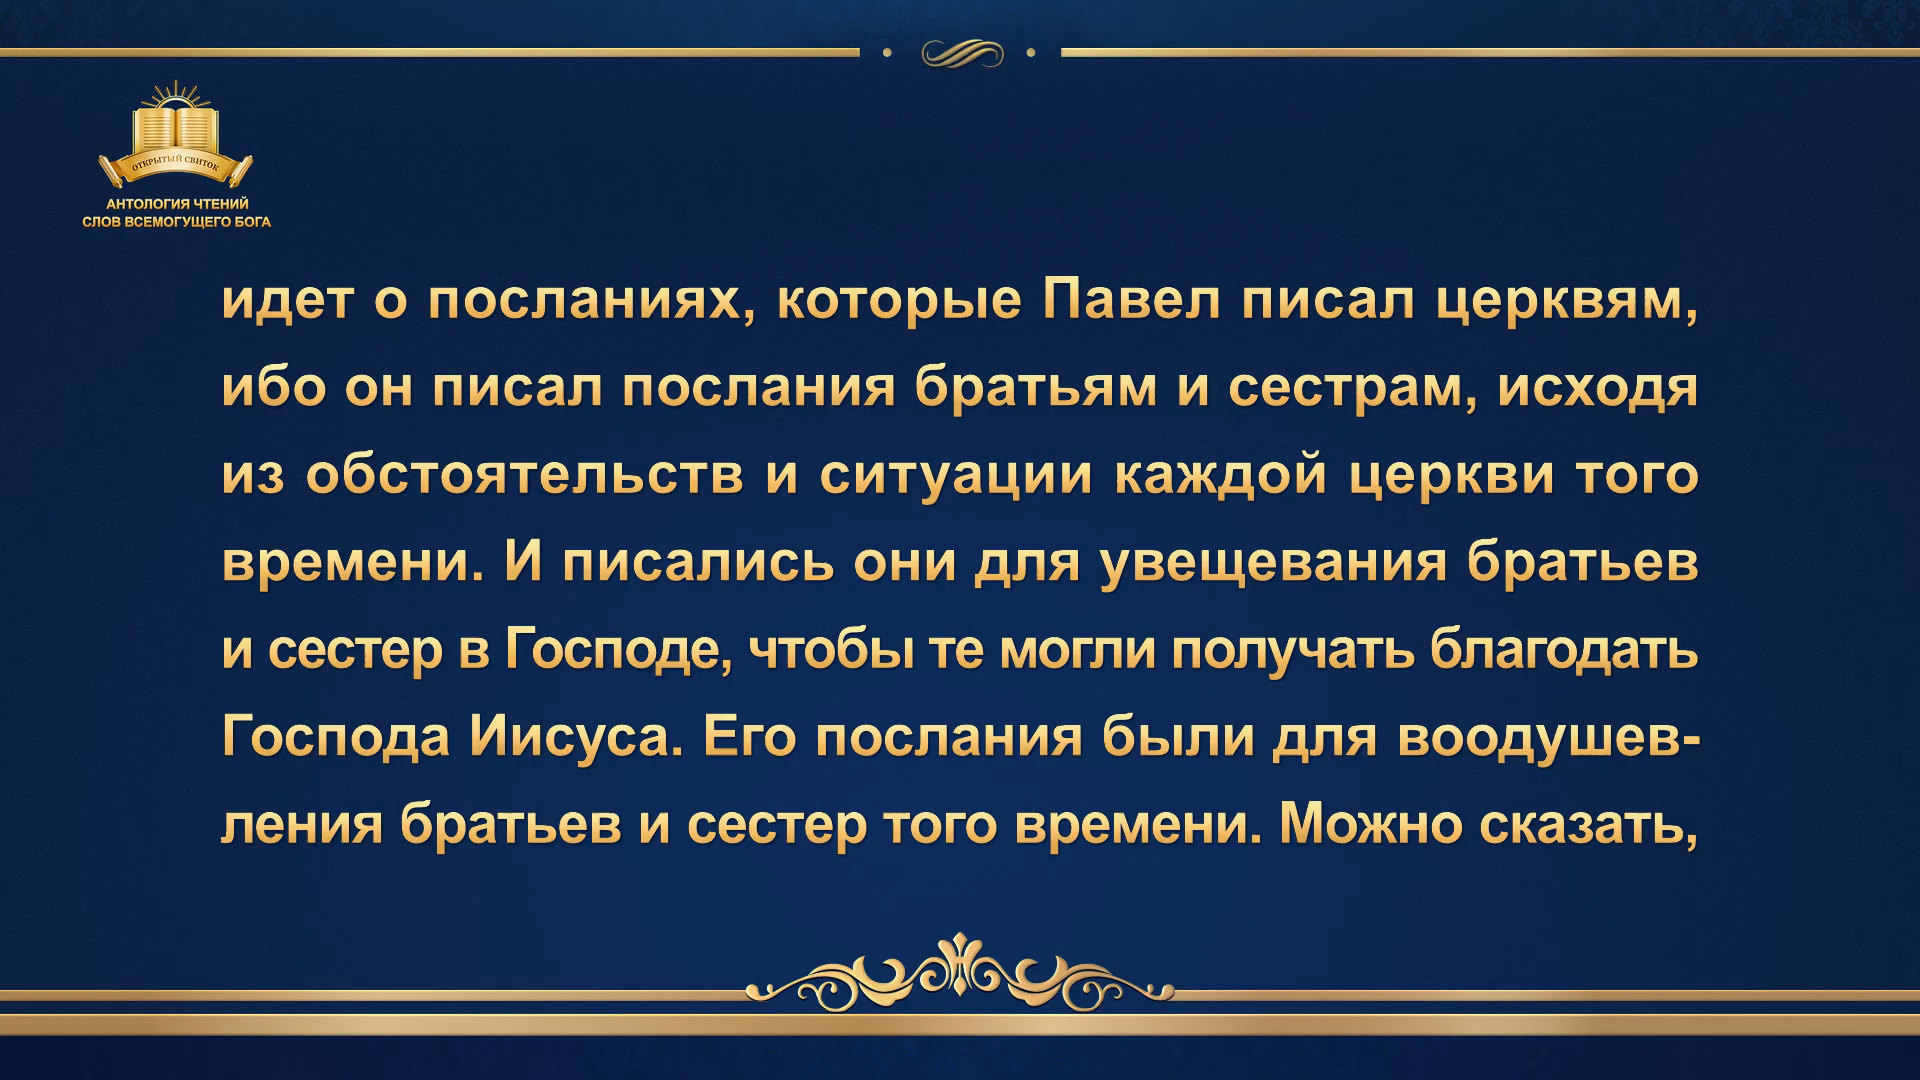 ОТКРЫТЫЙ СВИТОК
АНТОЛОГИЯ ЧТЕНИЙ
СЛОВ ВСЕМОГУЩЕГО БОГА
идет о посланиях, которые Павел писал церквям,
ибо он писал послания братьям и сестрам, исходя
из обстоятельств и ситуации каждой церкви того
времени. И писались они для увещевания братьев
и сестер в Господе, чтобы те могли получать благодать
Господа Иисуса. Его послания были для воодушев-
ления братьев и сестер того времени. Можно сказать,